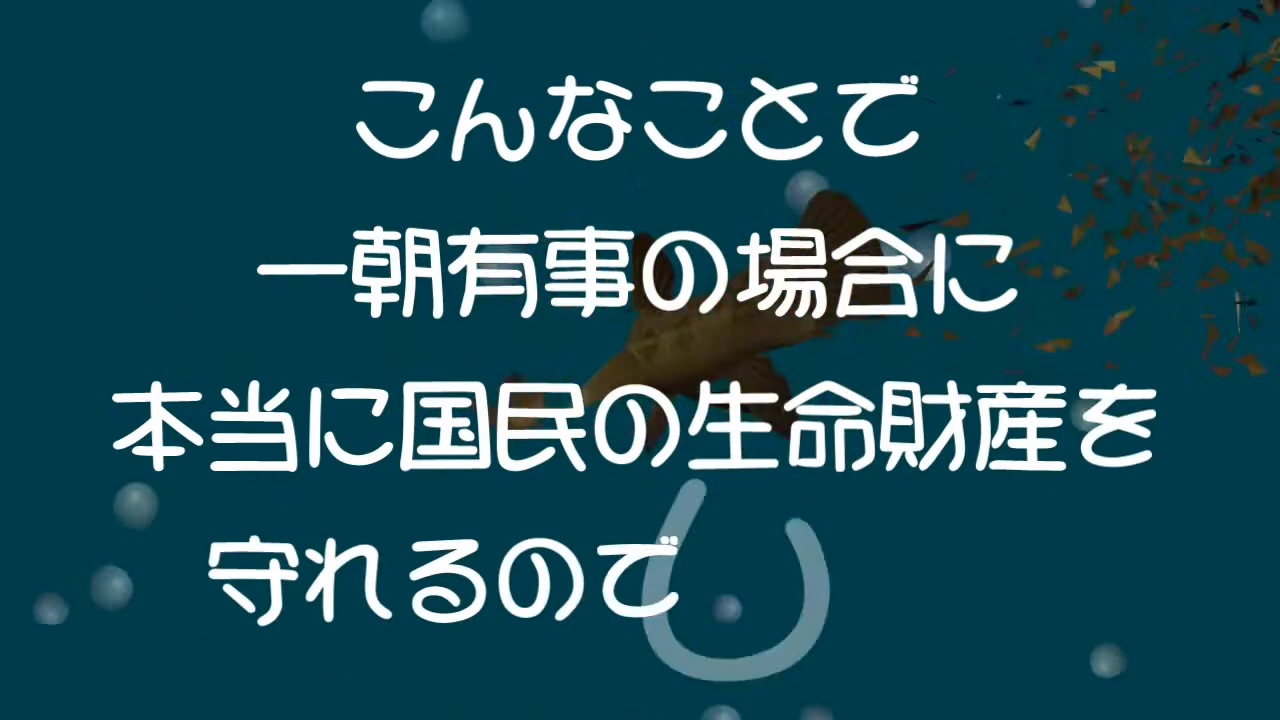 こんなことで
一朝有事の場合に
本当に国民の生命財産を
守れるのでし